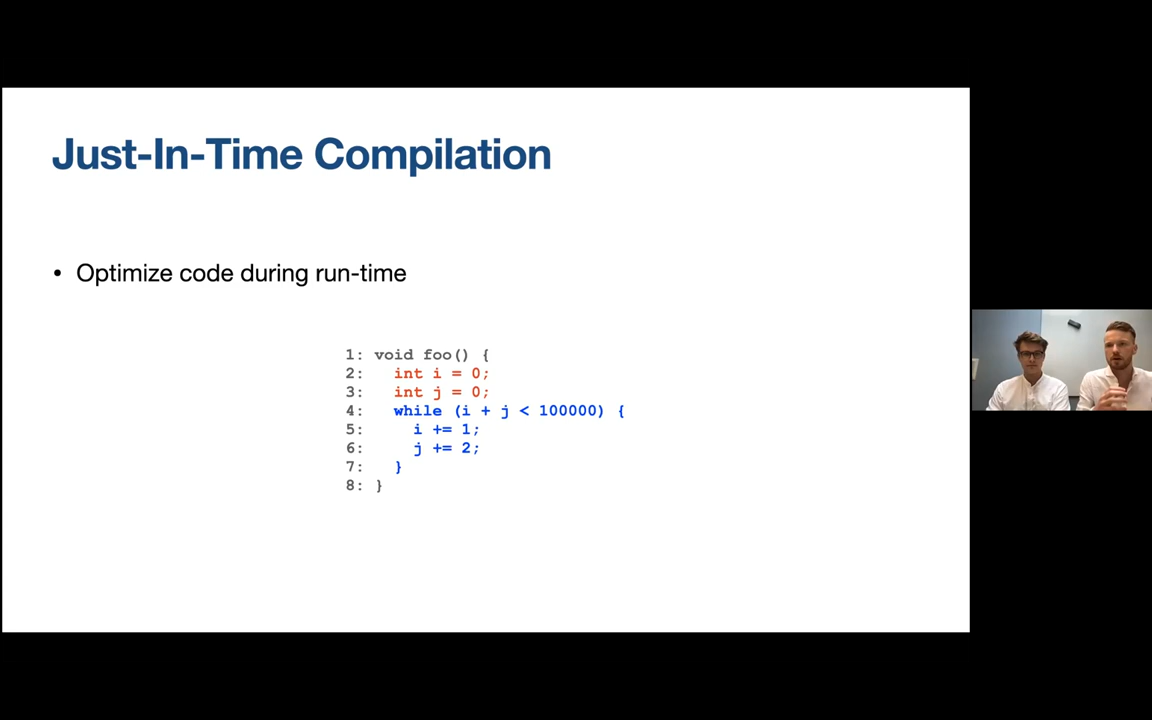 Just-In-Time Compilation
• Optimize code during run-time
1: void foo() {
2:   int i = 0;
3:   int j = 0;
4:   while (i + j < 100000) {
5:     i += 1;
6:     j += 2;
7:   }
8: }